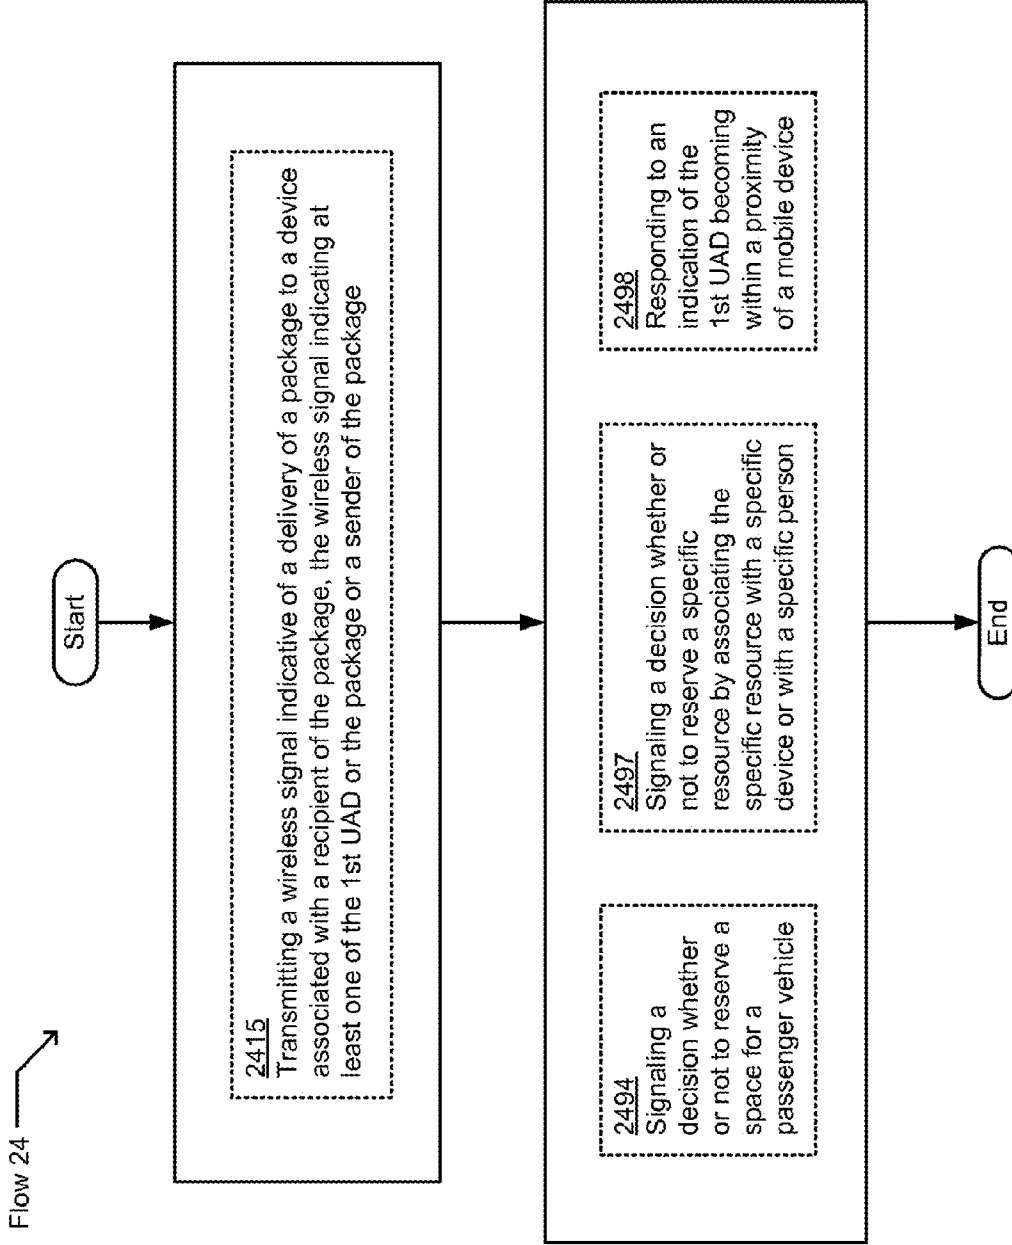 Flow 24
Start
2415
Transmitting a wireless signal indicative of a delivery of a package to a device
associated with a recipient of the package, the wireless signal indicating at
least one of the 1st UAD or the package or a sender of the package
2494
Signaling a
decision whether
or not to reserve a
space for a
passenger vehicle
2497
Signaling a decision whether or
not to reserve a specific
resource by associating the
specific resource with a specific
device or with a specific person
2498
Responding to an
indication of the
1st UAD becoming
within a proximity
of a mobile device
End